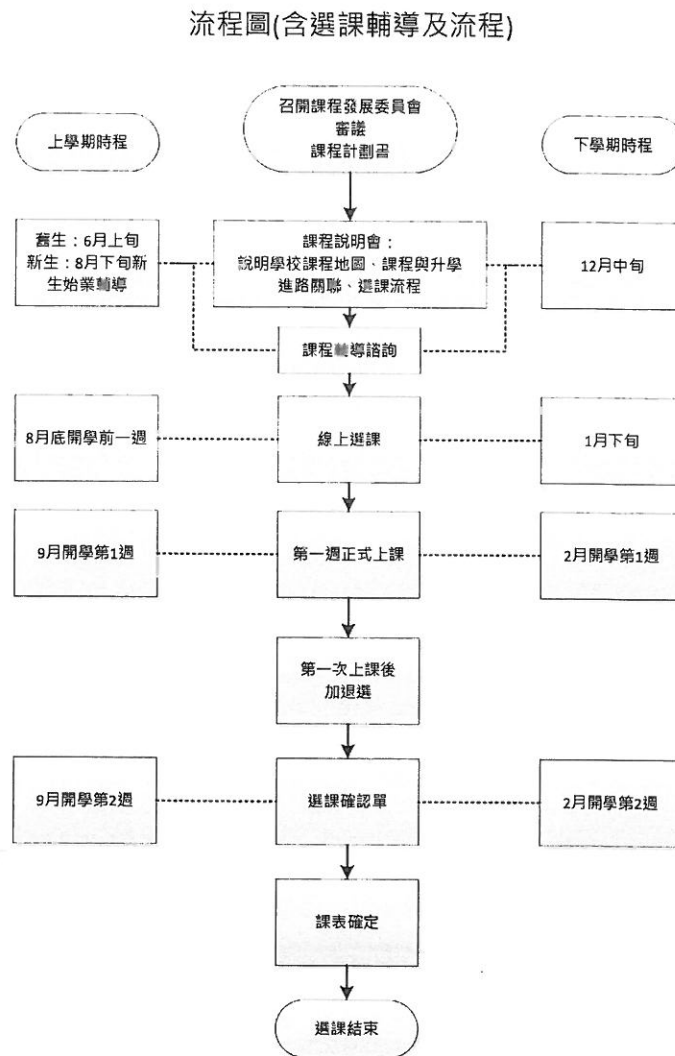 流程圖(含選課輔導及流程)
召開課程發展委員會
審議
課程計劃書
上學期時程
下學期時程
舊生：6月上旬
新生：8月下旬新
生始業輔導
課程說明會：
說明學校課程地圖、課程與升學
進路關聯、選課流程
12月中旬
課程輔導諮詢
8月底開學前一週
線上選課
1月下旬
9月開學第1週
第一週正式上課
2月開學第1週
第一次上課後
加退選
9月開學第2週
選課確認單
2月開學第2週
課表確定
選課結束